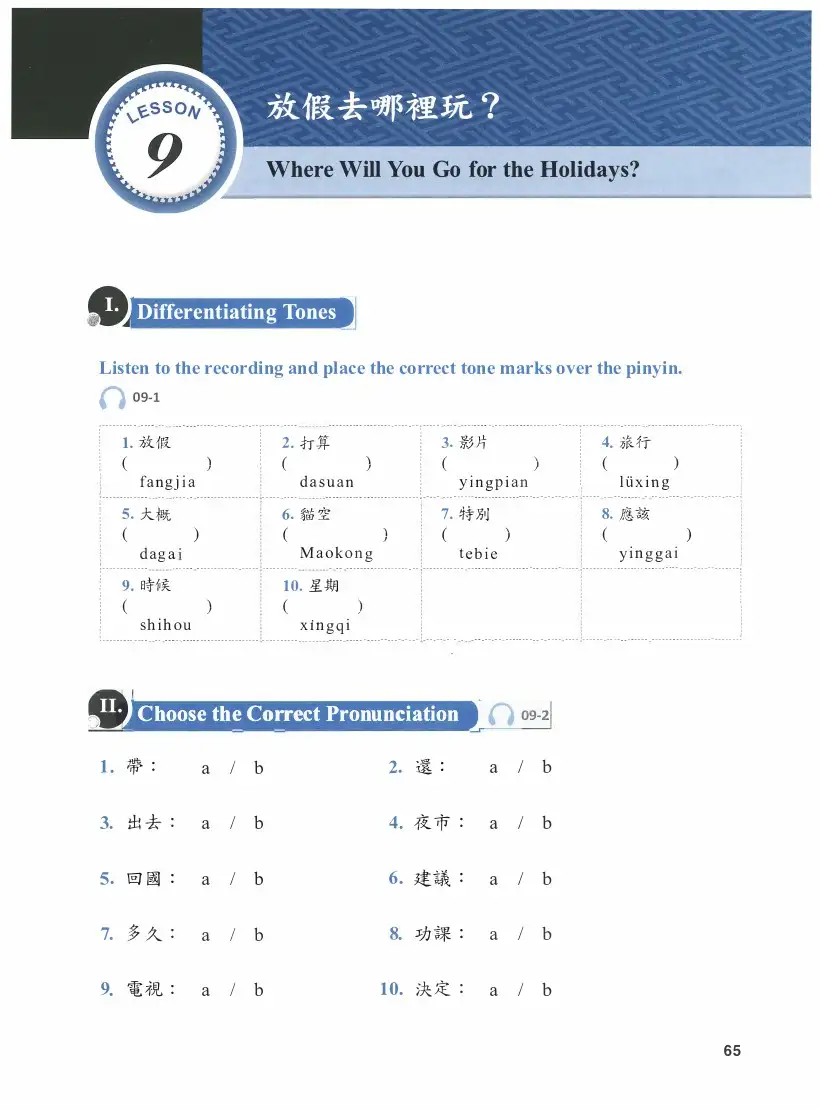 LESSON
9
放假去哪裡玩？
Where Will You Go for the Holidays?
I. Differentiating Tones
Listen to the recording and place the correct tone marks over the pinyin.
09-1
1. 放假 2. 打算 3. 影片 4. 旅行
( ) ( ) ( ) ( )
fangjia dasuan yingpian lüxing
5. 大概 6. 貓空 7. 特別 8. 應該
( ) ( ) ( ) ( )
dagai Maokong tebie yinggai
9. 時候 10. 星期
( ) ( )
shihou xingqi
II. Choose the Correct Pronunciation 09-2
1. 帶： a / b 2. 還： a / b
3. 出去： a / b 4. 夜市： a / b
5. 回國： a / b 6. 建議： a / b
7. 多久： a / b 8. 功課： a / b
9. 電視： a / b 10. 決定： a / b
65